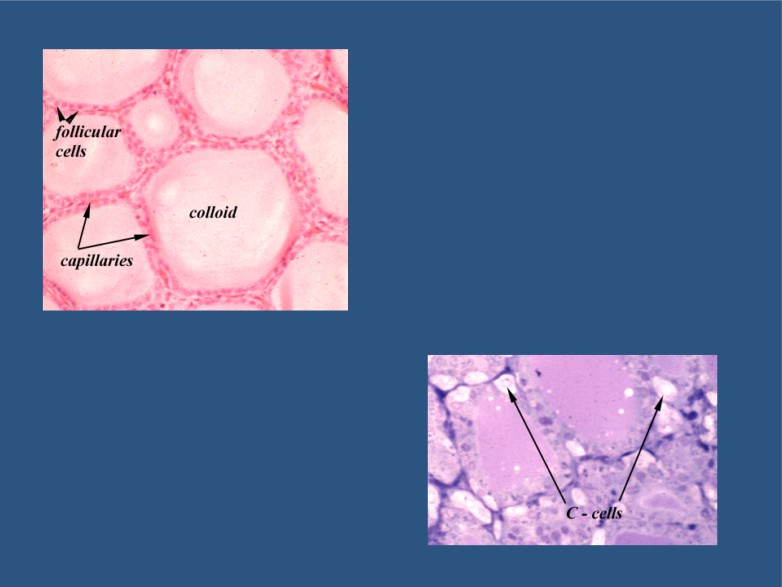 follicular
cells
colloid
capillaries
C - cells